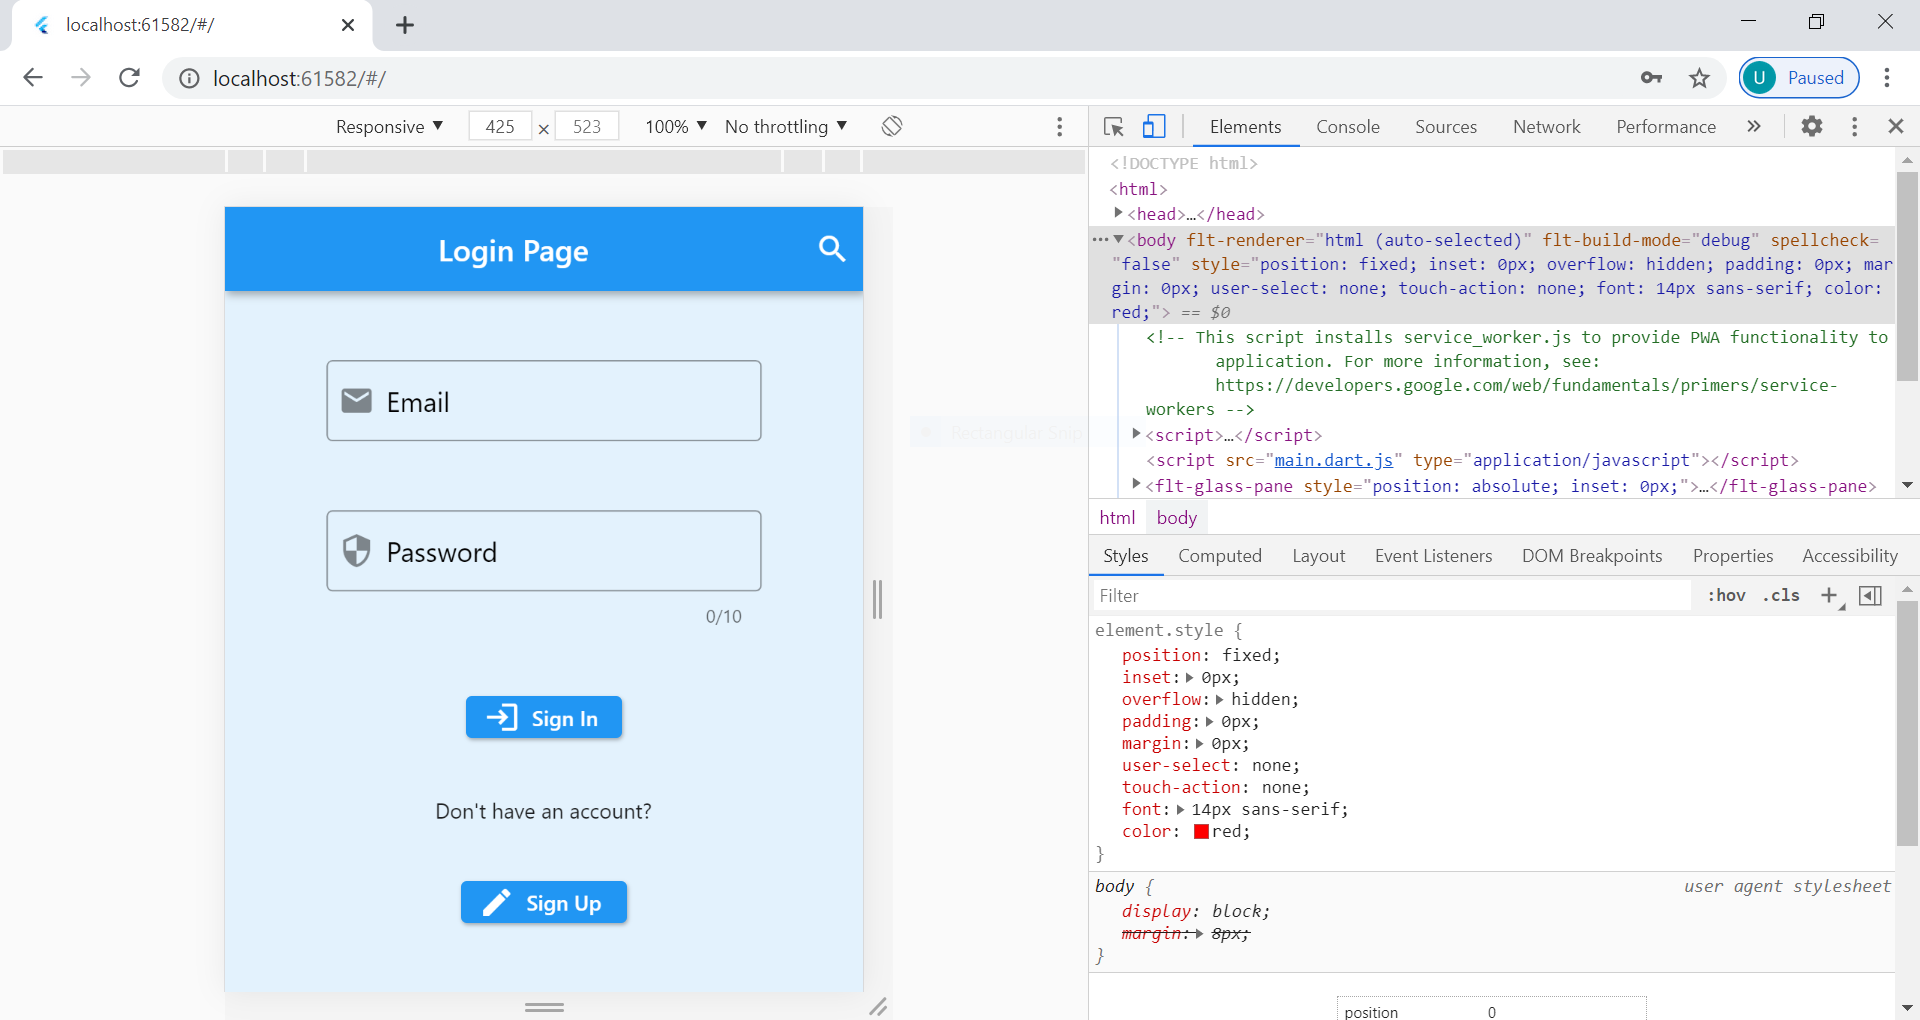 localhost:61582/#/
localhost:61582/#/
U Paused
Responsive 425 × 523 100% No throttling
Elements Console Sources Network Performance
Login Page
Email
Password
0/10
Sign In
Don't have an account?
Sign Up
Rectangular Snip
<!DOCTYPE html>
<html>
<head>…</head>
<body flt-renderer="html (auto-selected)" flt-build-mode="debug" spellcheck=
"false" style="position: fixed; inset: 0px; overflow: hidden; padding: 0px; mar
gin: 0px; user-select: none; touch-action: none; font: 14px sans-serif; color:
red;"> == $0
<!-- This script installs service_worker.js to provide PWA functionality to
application. For more information, see:
https://developers.google.com/web/fundamentals/primers/service-
workers -->
<script>…</script>
<script src="main.dart.js" type="application/javascript"></script>
<flt-glass-pane style="position: absolute; inset: 0px;">…</flt-glass-pane>
html body
Styles Computed Layout Event Listeners DOM Breakpoints Properties Accessibility
Filter :hov .cls
element.style {
position: fixed;
inset: 0px;
overflow: hidden;
padding: 0px;
margin: 0px;
user-select: none;
touch-action: none;
font: 14px sans-serif;
color: red;
}
body { user agent stylesheet
display: block;
margin: 8px;
}
position 0